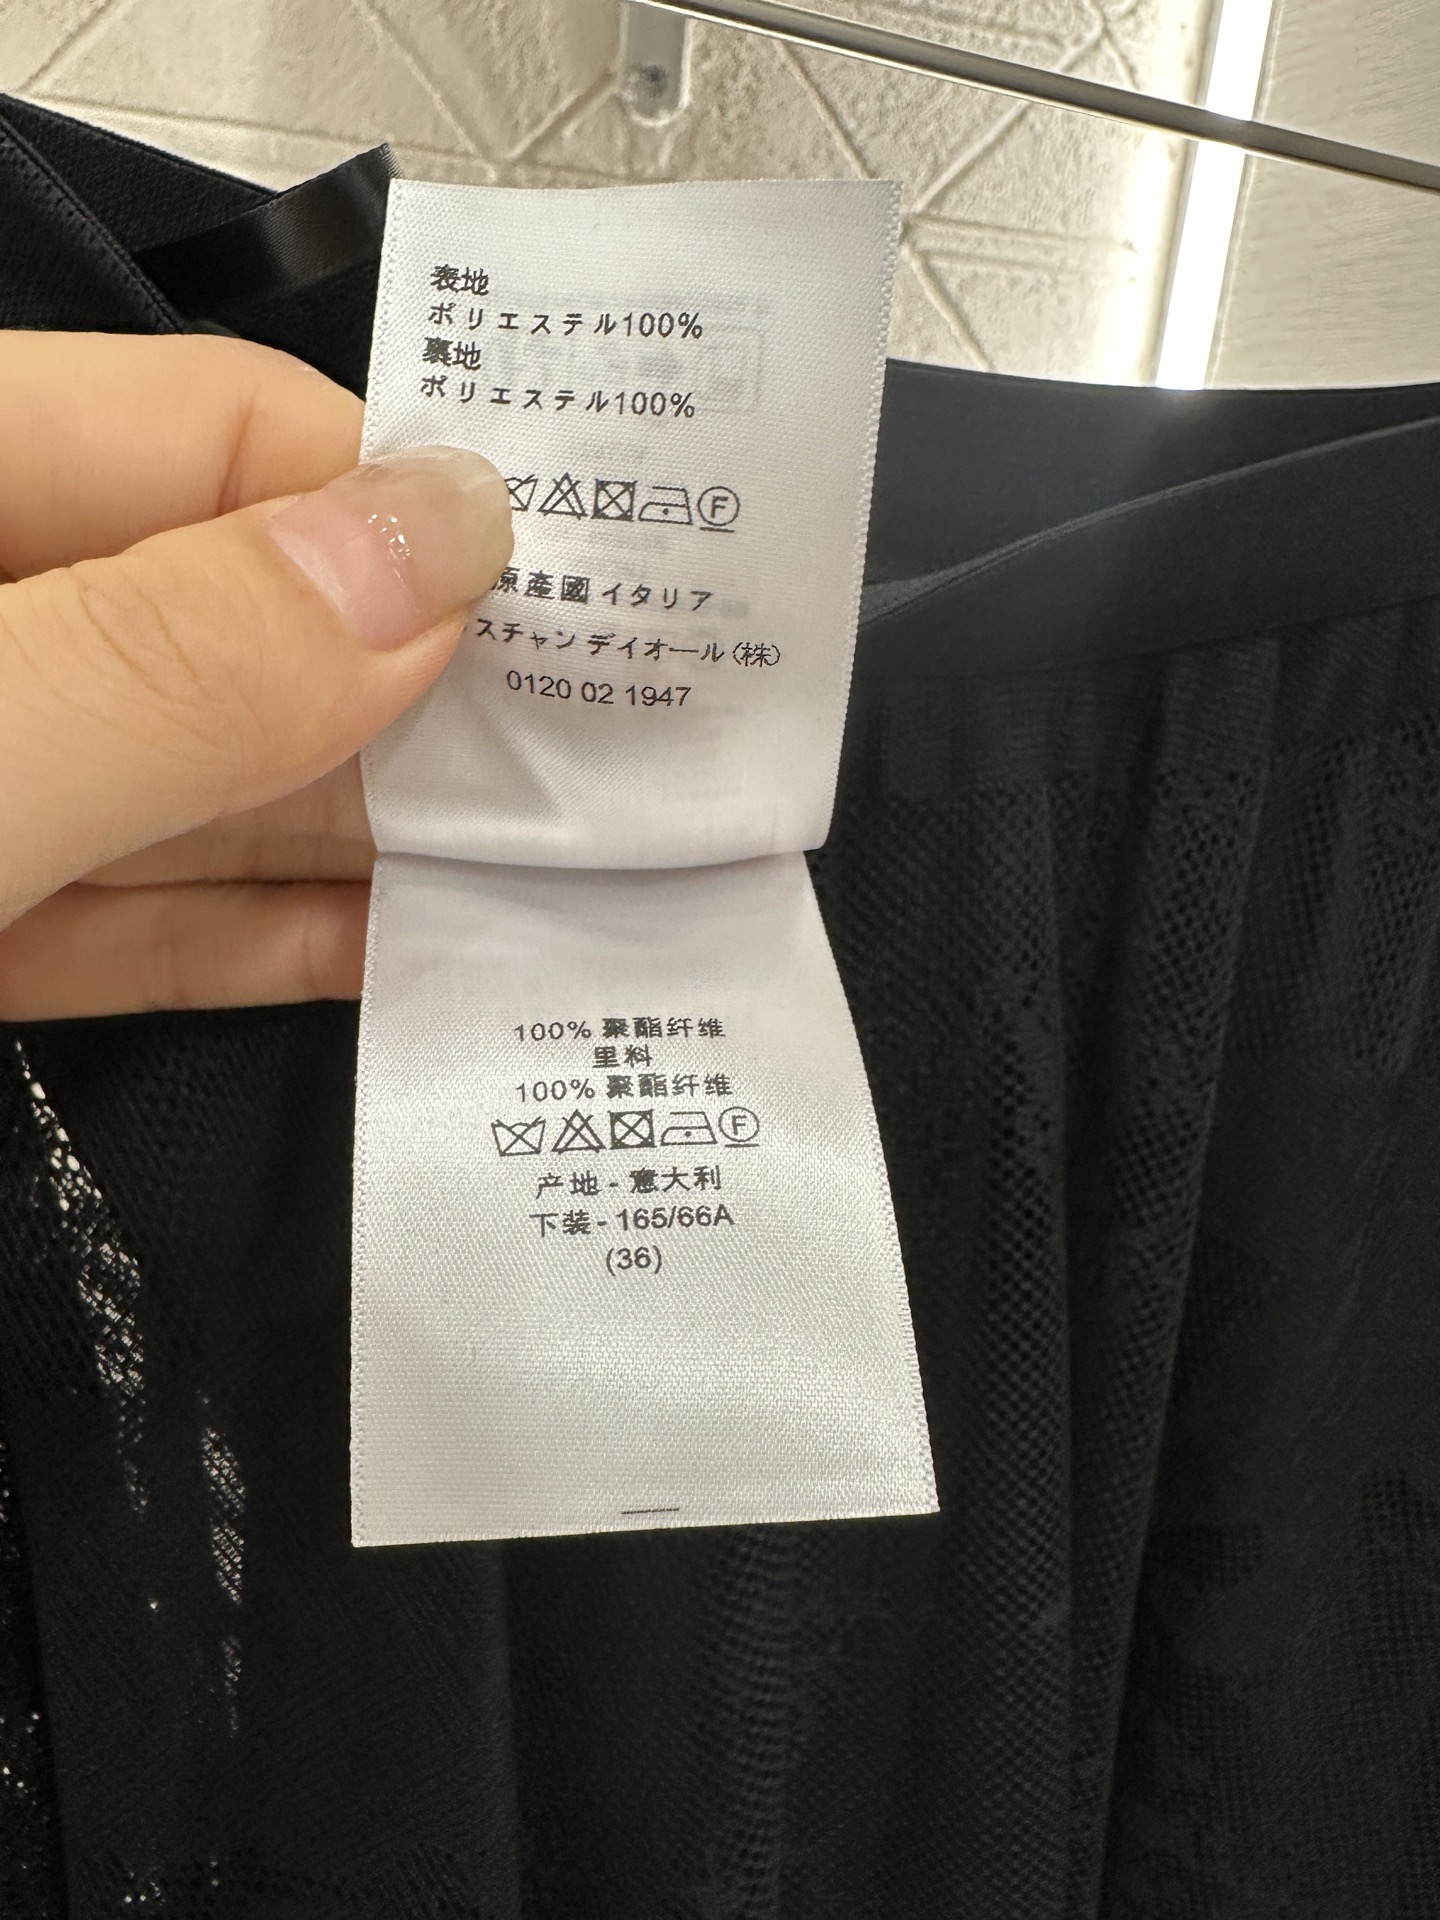 表地
ポリエステル100%
裏地
ポリエステル100%
F
原産國 イタリア
スチャン ディオール(株)
0120 02 1947
100% 聚酯纤维
里料
100% 聚酯纤维
F
产地 - 意大利
下装 - 165/66A
(36)